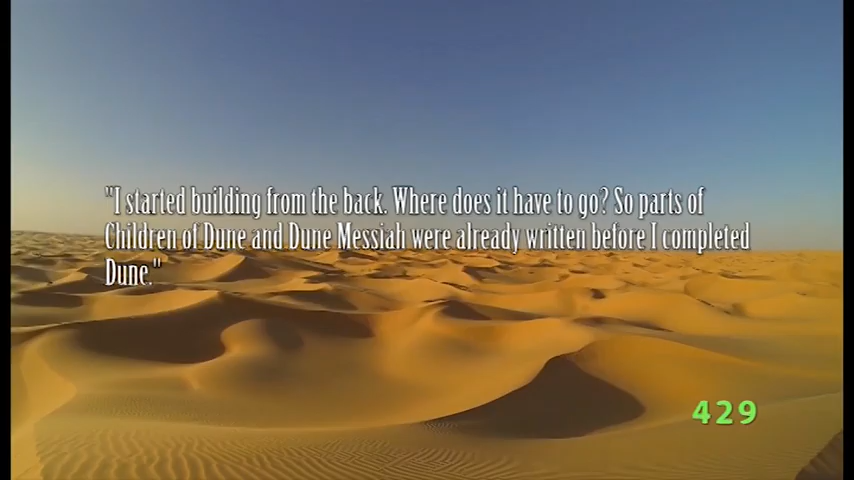 "I started building from the back. Where does it have to go? So parts of
Children of Dune and Dune Messiah were already written before I completed
Dune."
429